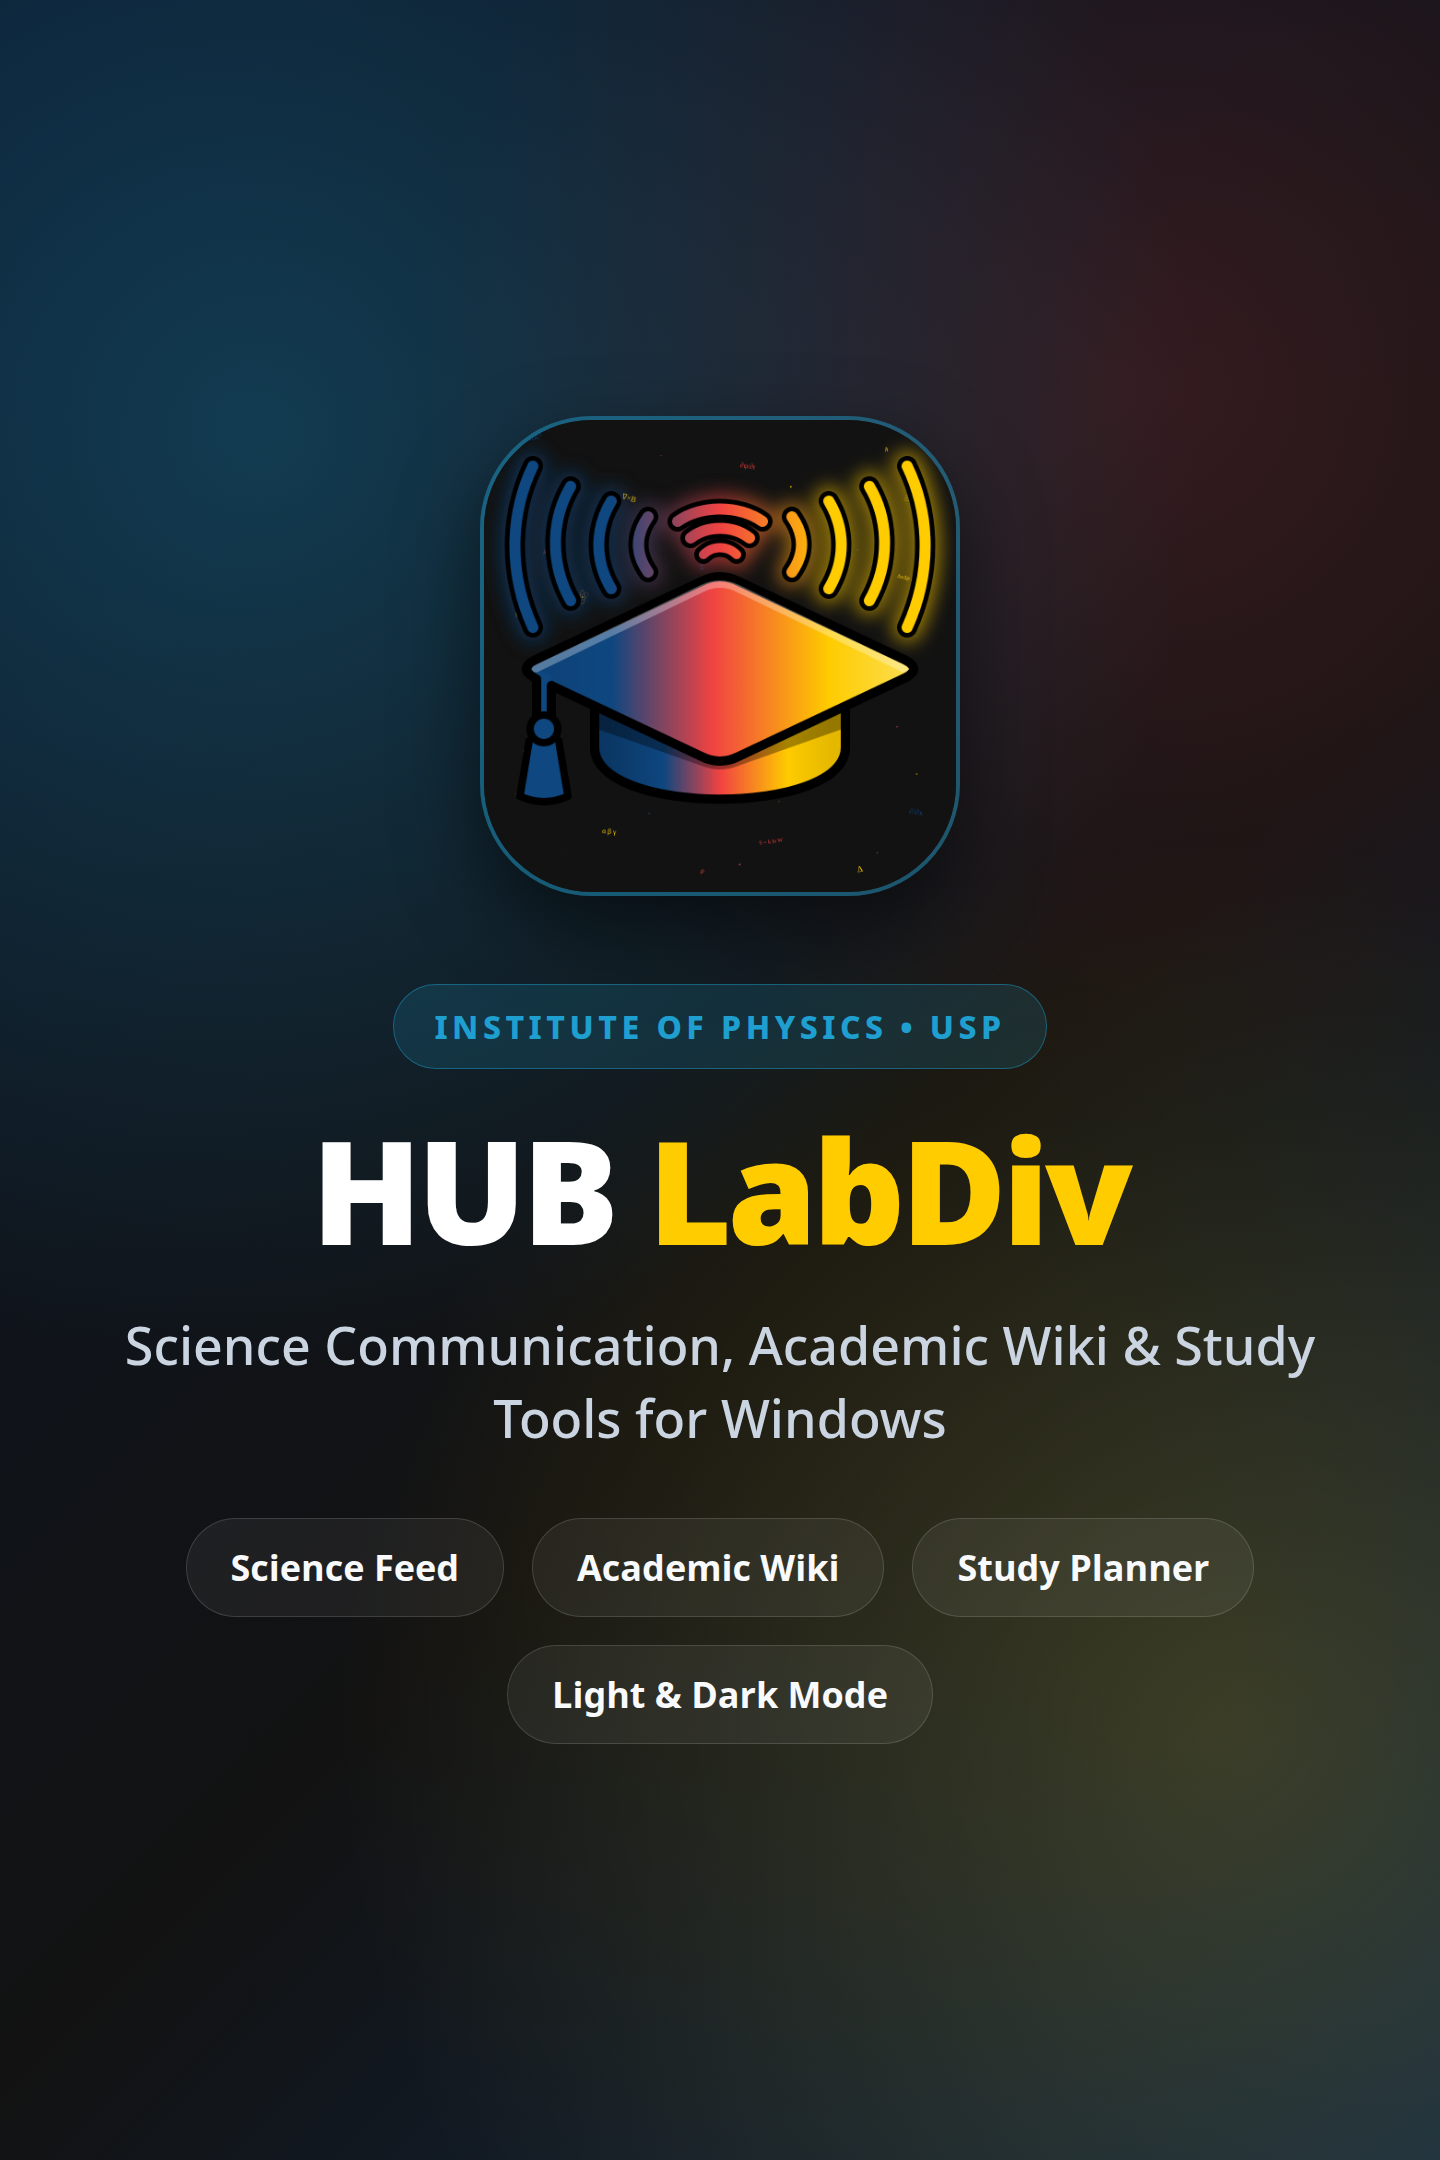 INSTITUTE OF PHYSICS • USP
HUB LabDiv
Science Communication, Academic Wiki & Study
Tools for Windows
Science Feed
Academic Wiki
Study Planner
Light & Dark Mode